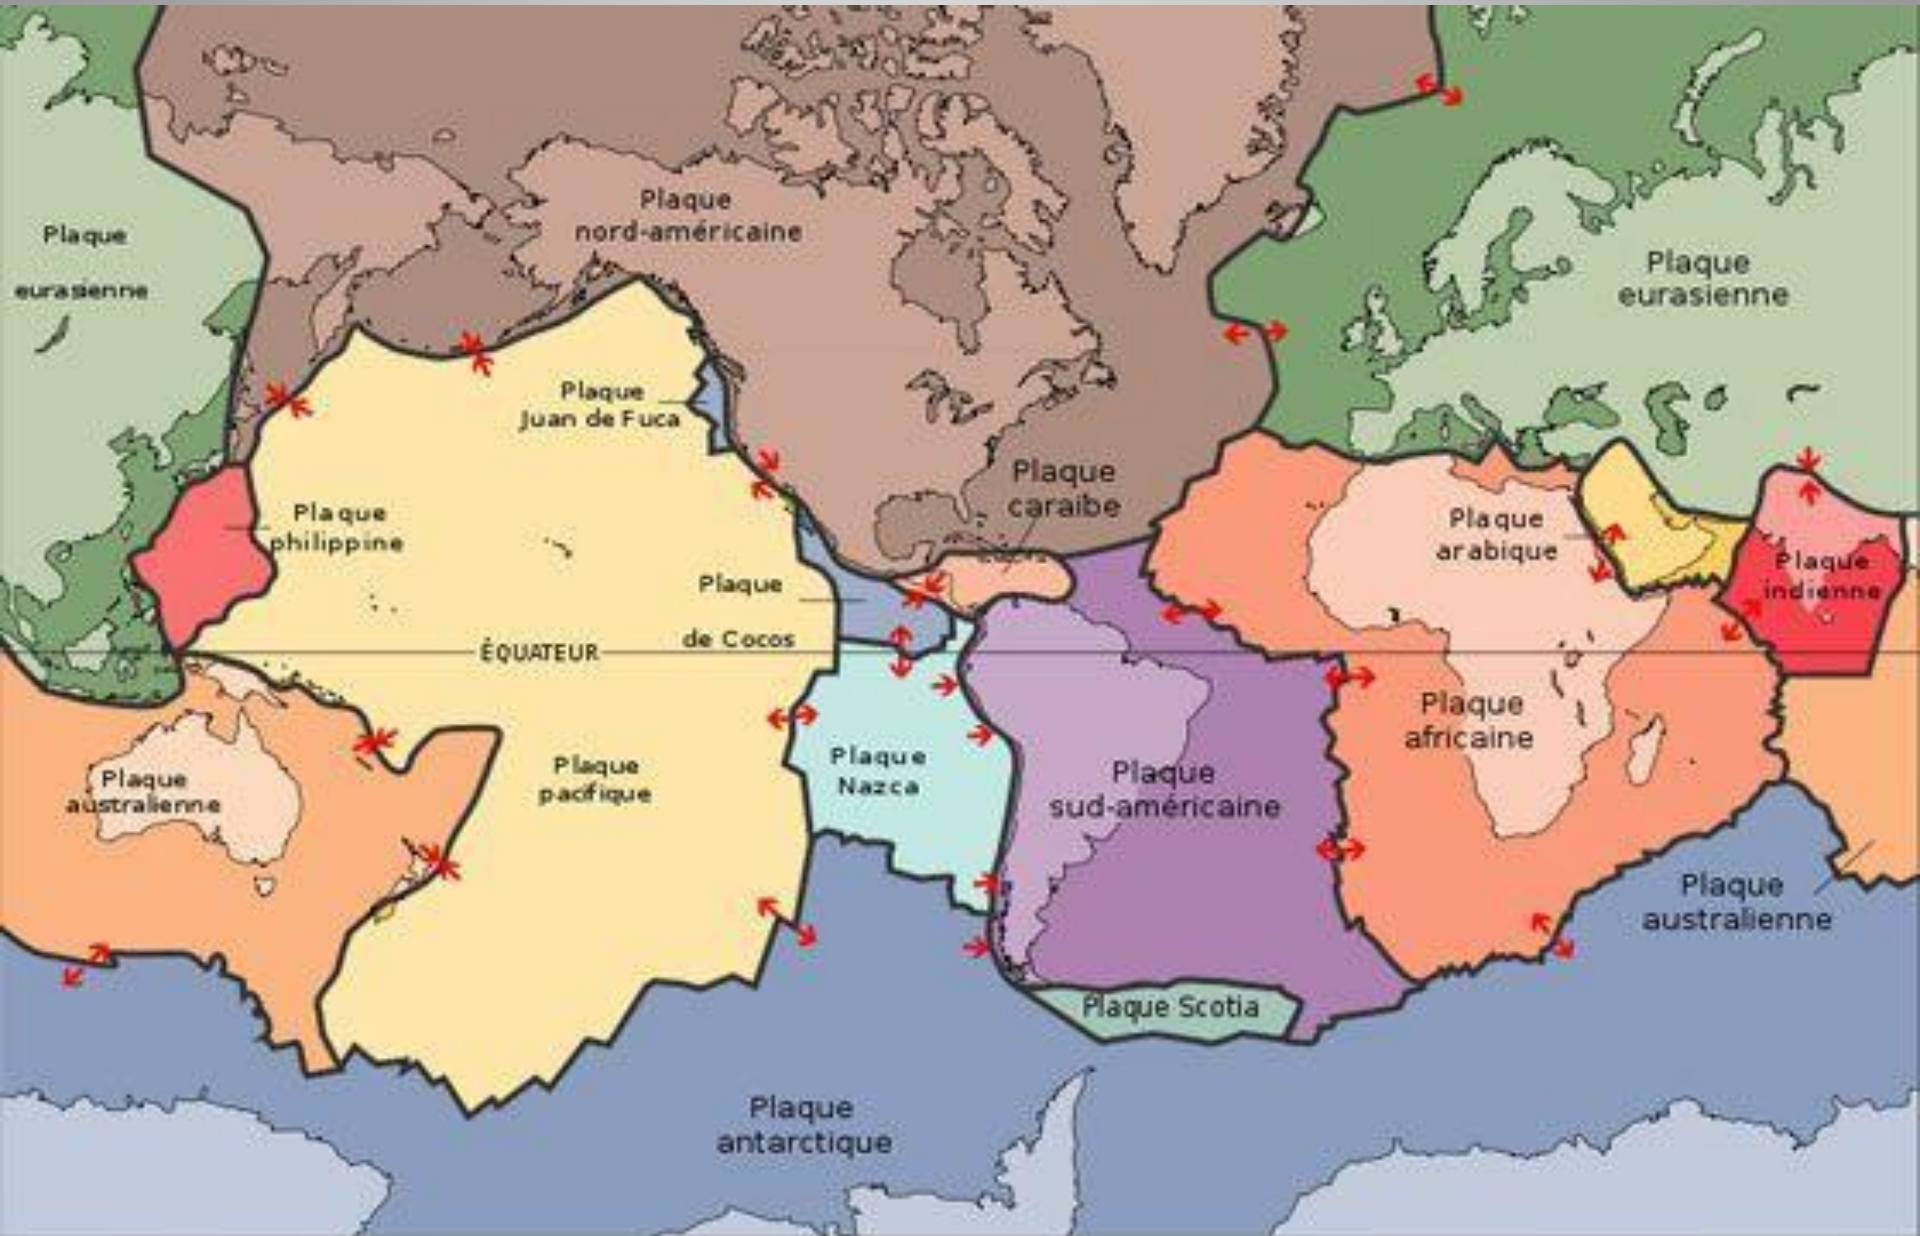 Plaque
nord-américaine
Plaque
eurasienne
Plaque
eurasienne
Plaque
Juan de Fuca
Plaque
caraïbe
Plaque
philippine
Plaque
arabique
Plaque
indienne
Plaque
de Cocos
ÉQUATEUR
Plaque
africaine
Plaque
australienne
Plaque
pacifique
Plaque
Nazca
Plaque
sud-américaine
Plaque
australienne
Plaque Scotia
Plaque
antarctique